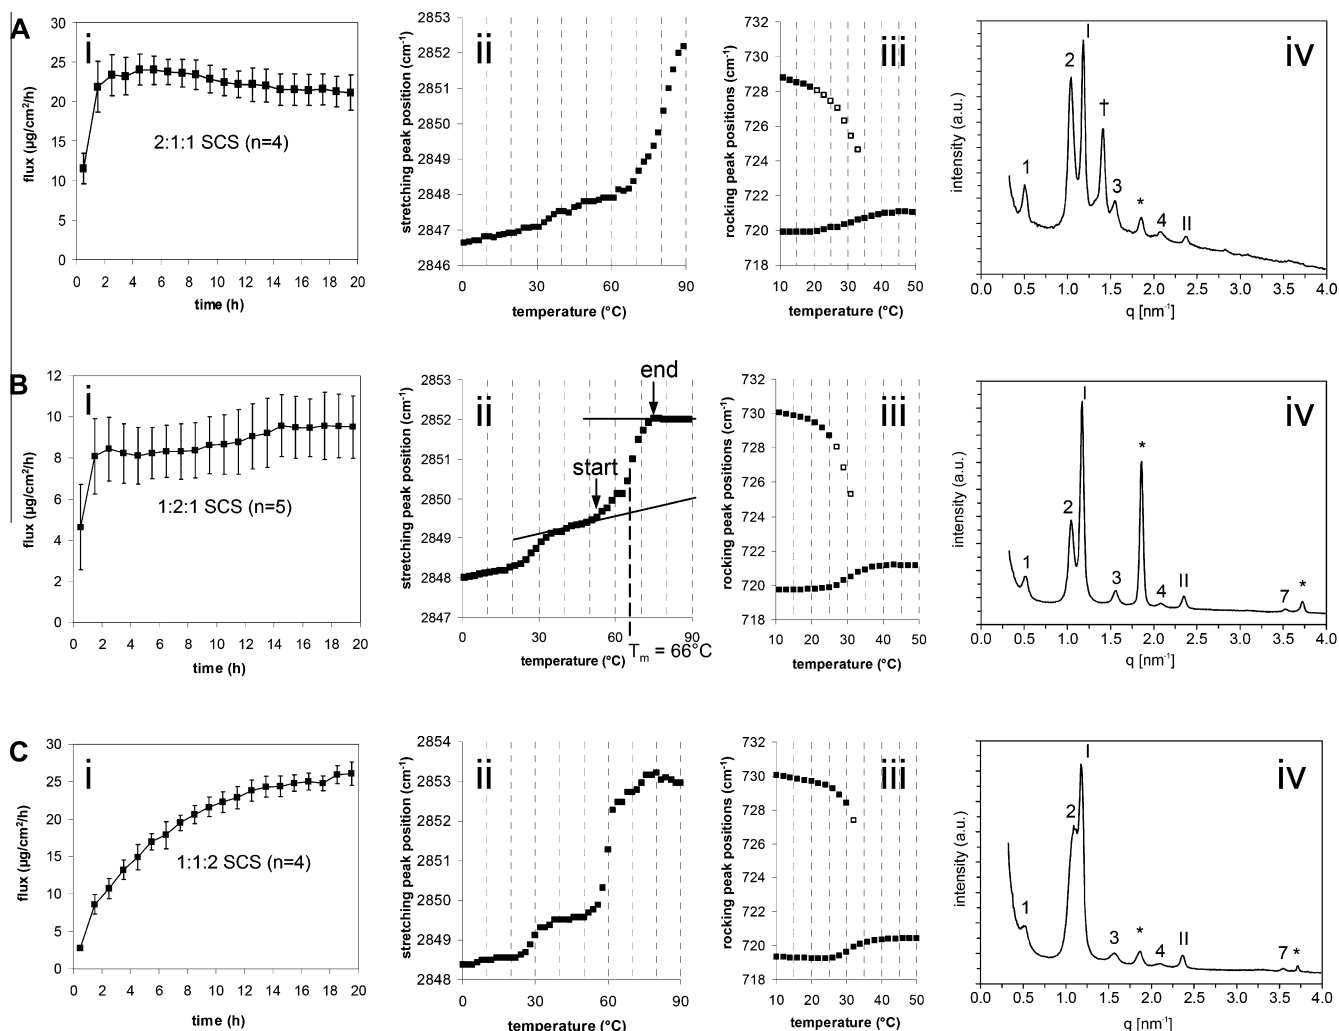 A
i
flux (µg/cm²/h)
30
25
20
15
10
5
0
2:1:1 SCS (n=4)
0 2 4 6 8 10 12 14 16 18 20
time (h)
ii
stretching peak position (cm⁻¹)
2853
2852
2851
2850
2849
2848
2847
2846
0 30 60 90
temperature (°C)
iii
rocking peak positions (cm⁻¹)
732
730
728
726
724
722
720
718
10 20 30 40 50
temperature (°C)
iv
intensity (a.u.)
1 2 I † 3 * 4 II
0.0 0.5 1.0 1.5 2.0 2.5 3.0 3.5 4.0
q [nm⁻¹]
B
i
flux (µg/cm²/h)
12
10
8
6
4
2
0
1:2:1 SCS (n=5)
0 2 4 6 8 10 12 14 16 18 20
time (h)
ii
stretching peak position (cm⁻¹)
2853
2852
2851
2850
2849
2848
2847
end
start
0 30 60 90
temperature (°C)
Tm = 66°C
iii
rocking peak positions (cm⁻¹)
732
730
728
726
724
722
720
718
10 20 30 40 50
temperature (°C)
iv
intensity (a.u.)
1 2 I 3 * 4 II 7 *
0.0 0.5 1.0 1.5 2.0 2.5 3.0 3.5 4.0
q [nm⁻¹]
C
i
flux (µg/cm²/h)
30
25
20
15
10
5
0
1:1:2 SCS (n=4)
0 2 4 6 8 10 12 14 16 18 20
time (h)
ii
stretching peak position (cm⁻¹)
2854
2853
2852
2851
2850
2849
2848
0 30 60 90
temperature (°C)
iii
rocking peak positions (cm⁻¹)
732
730
728
726
724
722
720
718
10 20 30 40 50
temperature (°C)
iv
intensity (a.u.)
1 2 I 3 * 4 II 7 *
0.0 0.5 1.0 1.5 2.0 2.5 3.0 3.5 4.0
q [nm⁻¹]